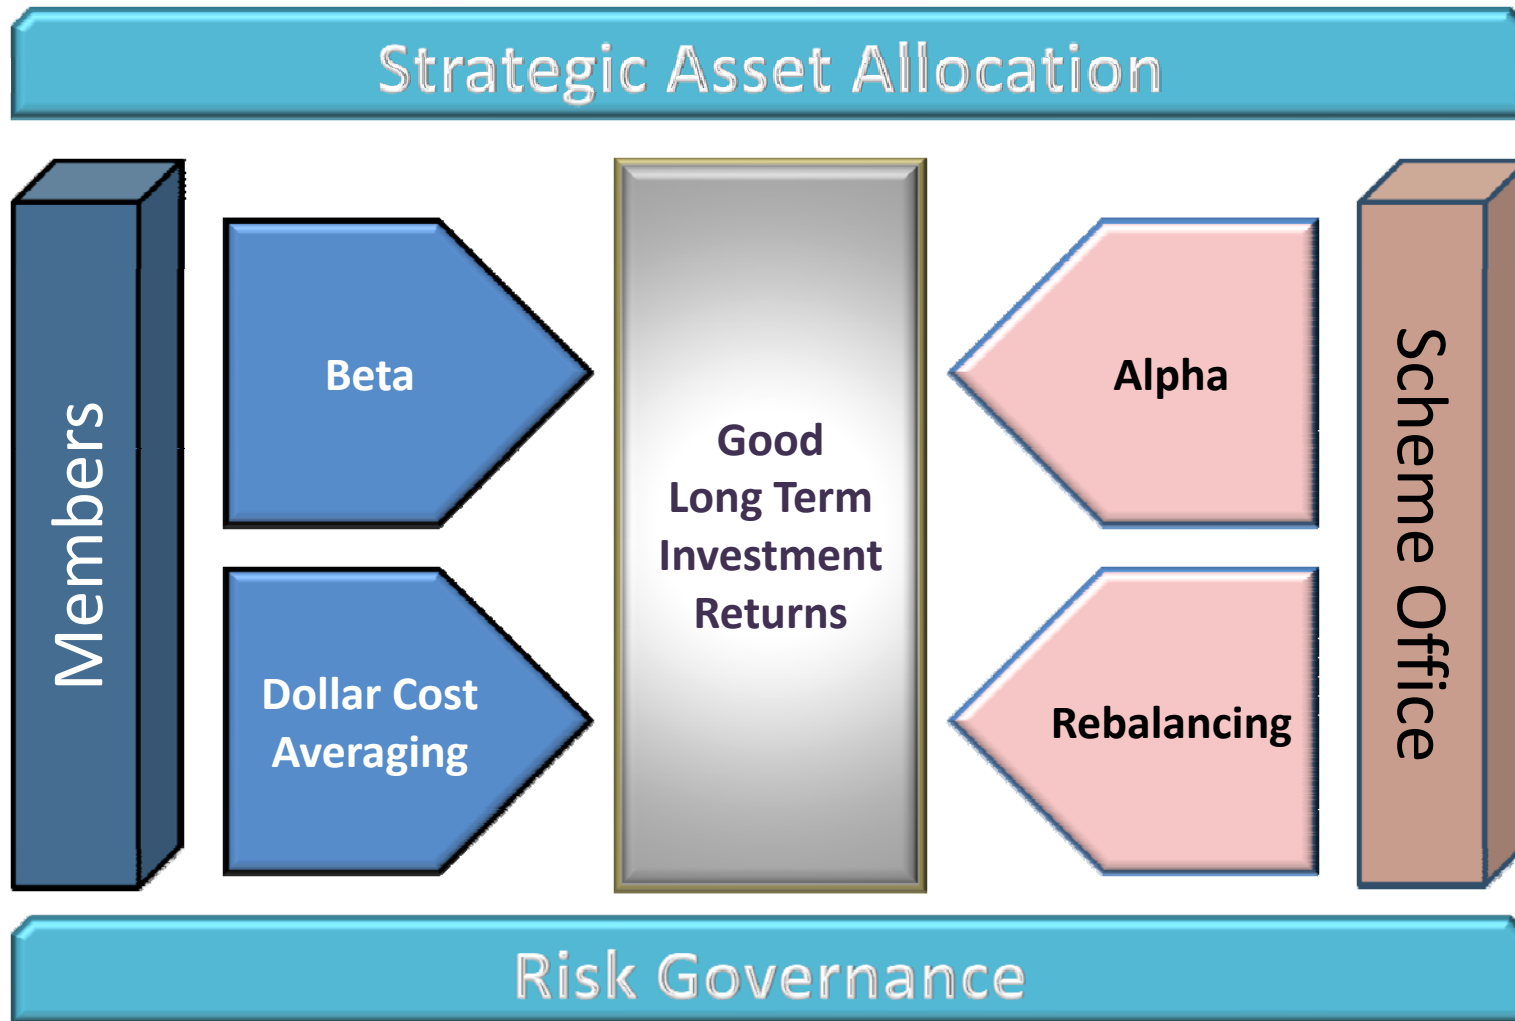 Strategic Asset Allocation
Members
Beta
Dollar Cost
Averaging
Good
Long Term
Investment
Returns
Alpha
Rebalancing
Scheme Office
Risk Governance